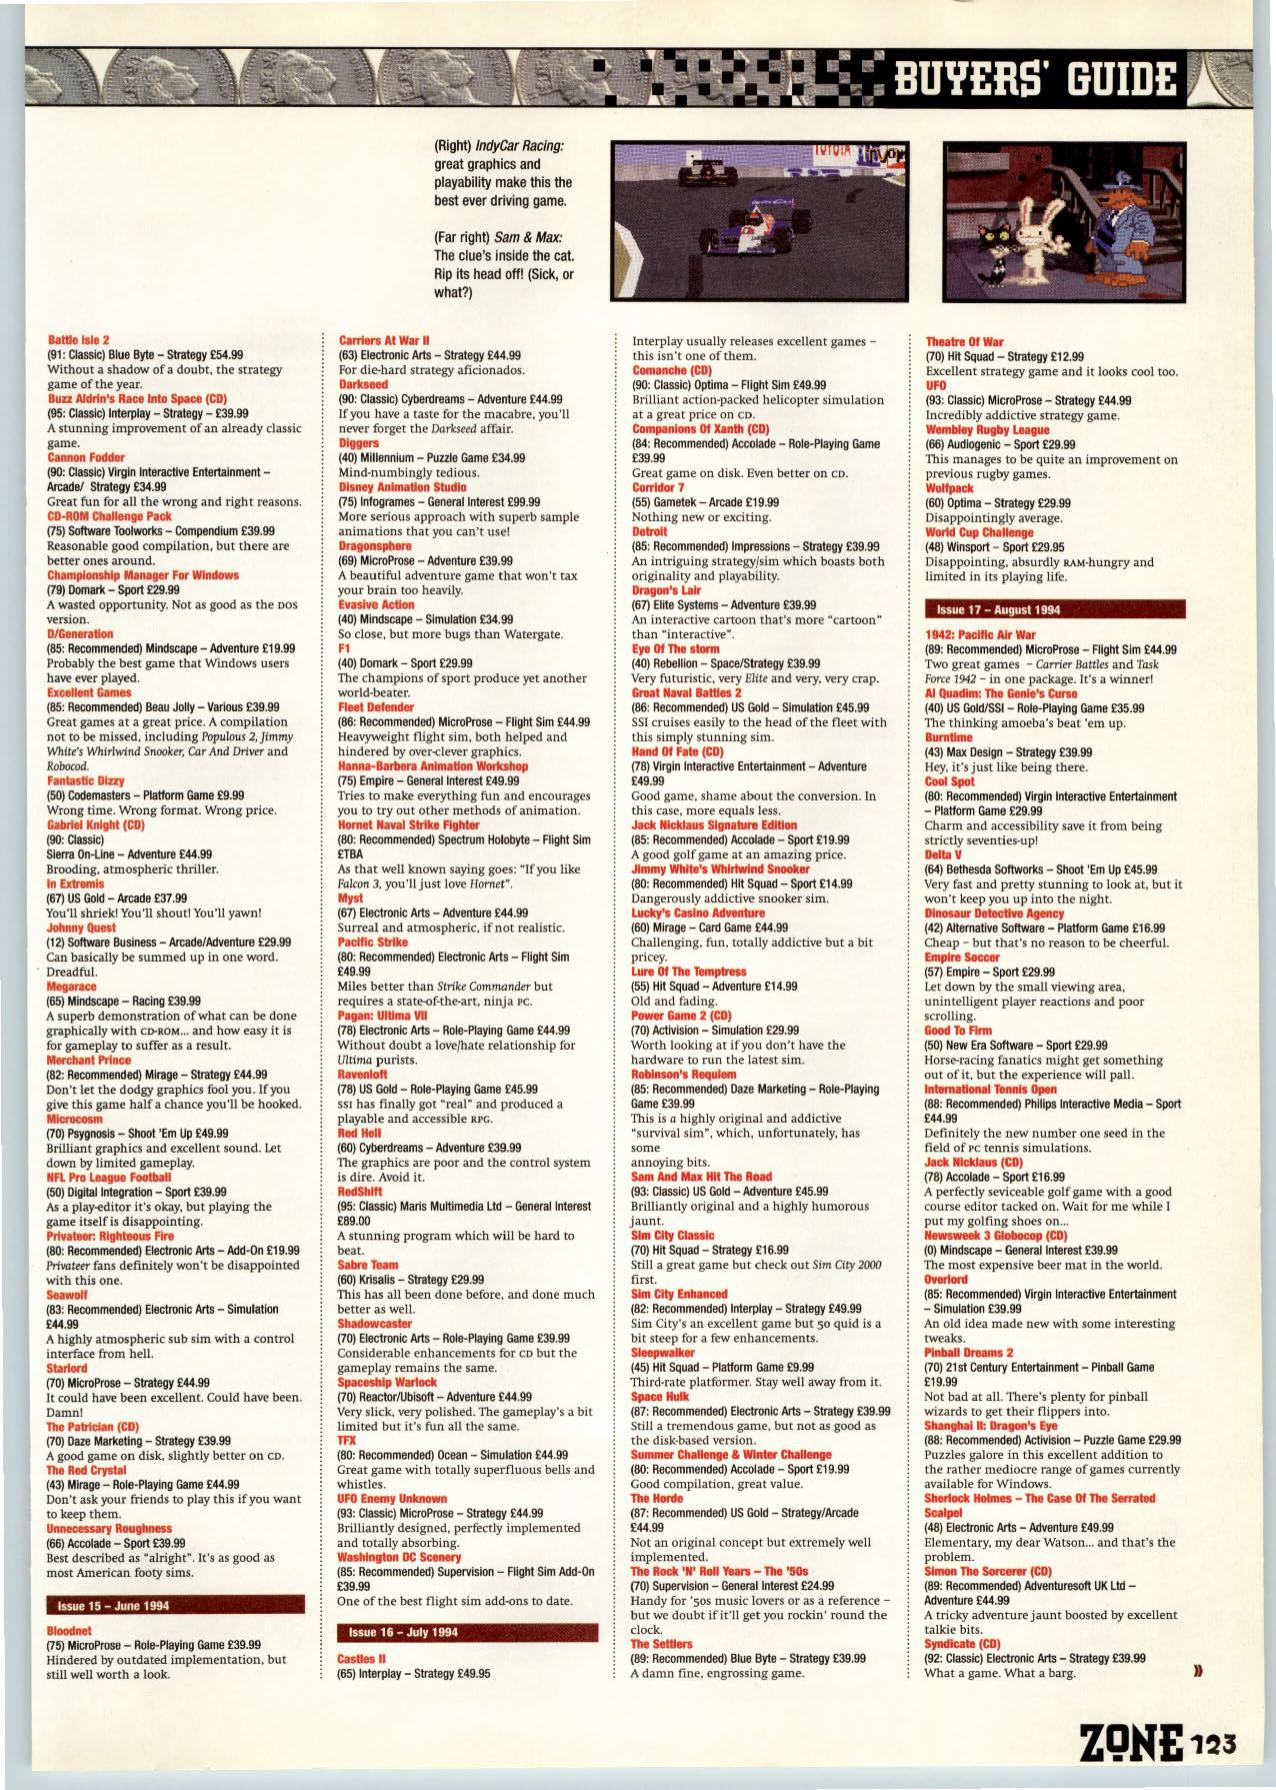 BUYERS' GUIDE
(Right) IndyCar Racing:
great graphics and
playability make this the
best ever driving game.
(Far right) Sam & Max:
The clue's inside the cat.
Rip its head off! (Sick, or
what?)
TOYOTA
Battle Isle 2
(91: Classic) Blue Byte – Strategy £54.99
Without a shadow of a doubt, the strategy
game of the year.
Buzz Aldrin's Race Into Space (CD)
(95: Classic) Interplay – Strategy – £39.99
A stunning improvement of an already classic
game.
Cannon Fodder
(90: Classic) Virgin Interactive Entertainment –
Arcade/ Strategy £34.99
Great fun for all the wrong and right reasons.
CD-ROM Challenge Pack
(75) Software Toolworks – Compendium £39.99
Reasonable good compilation, but there are
better ones around.
Championship Manager For Windows
(79) Domark – Sport £29.99
A wasted opportunity. Not as good as the DOS
version.
D/Generation
(85: Recommended) Mindscape – Adventure £19.99
Probably the best game that Windows users
have ever played.
Excellent Games
(85: Recommended) Beau Jolly – Various £39.99
Great games at a great price. A compilation
not to be missed, including Populous 2, Jimmy
White's Whirlwind Snooker, Car And Driver and
Robocod.
Fantastic Dizzy
(50) Codemasters – Platform Game £9.99
Wrong time. Wrong format. Wrong price.
Gabriel Knight (CD)
(90: Classic)
Sierra On-Line – Adventure £44.99
Brooding, atmospheric thriller.
In Extremis
(67) US Gold – Arcade £37.99
You'll shriek! You'll shout! You'll yawn!
Johnny Quest
(12) Software Business – Arcade/Adventure £29.99
Can basically be summed up in one word.
Dreadful.
Megarace
(65) Mindscape – Racing £39.99
A superb demonstration of what can be done
graphically with CD-ROM... and how easy it is
for gameplay to suffer as a result.
Merchant Prince
(82: Recommended) Mirage – Strategy £44.99
Don't let the dodgy graphics fool you. If you
give this game half a chance you'll be hooked.
Microcosm
(70) Psygnosis – Shoot 'Em Up £49.99
Brilliant graphics and excellent sound. Let
down by limited gameplay.
NFL Pro League Football
(50) Digital Integration – Sport £39.99
As a play-editor it's okay, but playing the
game itself is disappointing.
Privateer: Righteous Fire
(80: Recommended) Electronic Arts – Add-On £19.99
Privateer fans definitely won't be disappointed
with this one.
Seawolf
(83: Recommended) Electronic Arts – Simulation
£44.99
A highly atmospheric sub sim with a control
interface from hell.
Starlord
(70) MicroProse – Strategy £44.99
It could have been excellent. Could have been.
Damn!
The Patrician (CD)
(70) Daze Marketing – Strategy £39.99
A good game on disk, slightly better on CD.
The Red Crystal
(43) Mirage – Role-Playing Game £44.99
Don't ask your friends to play this if you want
to keep them.
Unnecessary Roughness
(66) Accolade – Sport £39.99
Best described as "alright". It's as good as
most American footy sims.
Issue 15 – June 1994
Bloodnet
(75) MicroProse – Role-Playing Game £39.99
Hindered by outdated implementation, but
still well worth a look.
Carriers At War II
(63) Electronic Arts – Strategy £44.99
For die-hard strategy aficionados.
Darkseed
(90: Classic) Cyberdreams – Adventure £44.99
If you have a taste for the macabre, you'll
never forget the Darkseed affair.
Diggers
(40) Millennium – Puzzle Game £34.99
Mind-numbingly tedious.
Disney Animation Studio
(75) Infogrames – General Interest £99.99
More serious approach with superb sample
animations that you can't use!
Dragonsphere
(69) MicroProse – Adventure £39.99
A beautiful adventure game that won't tax
your brain too heavily.
Evasive Action
(40) Mindscape – Simulation £34.99
So close, but more bugs than Watergate.
F1
(40) Domark – Sport £29.99
The champions of sport produce yet another
world-beater.
Fleet Defender
(86: Recommended) MicroProse – Flight Sim £44.99
Heavyweight flight sim, both helped and
hindered by over-clever graphics.
Hanna-Barbera Animation Workshop
(75) Empire – General Interest £49.99
Tries to make everything fun and encourages
you to try out other methods of animation.
Hornet Naval Strike Fighter
(80: Recommended) Spectrum Holobyte – Flight Sim
£TBA
As that well known saying goes: "If you like
Falcon 3, you'll just love Hornet".
Myst
(67) Electronic Arts – Adventure £44.99
Surreal and atmospheric, if not realistic.
Pacific Strike
(80: Recommended) Electronic Arts – Flight Sim
£49.99
Miles better than Strike Commander but
requires a state-of-the-art, ninja PC.
Pagan: Ultima VII
(78) Electronic Arts – Role-Playing Game £44.99
Without doubt a love/hate relationship for
Ultima purists.
Ravenloft
(78) US Gold – Role-Playing Game £45.99
SSI has finally got "real" and produced a
playable and accessible RPG.
Red Hell
(60) Cyberdreams – Adventure £39.99
The graphics are poor and the control system
is dire. Avoid it.
RedShift
(95: Classic) Maris Multimedia Ltd – General Interest
£89.00
A stunning program which will be hard to
beat.
Sabre Team
(60) Krisalis – Strategy £29.99
This has all been done before, and done much
better as well.
Shadowcaster
(70) Electronic Arts – Role-Playing Game £39.99
Considerable enhancements for CD but the
gameplay remains the same.
Spaceship Warlock
(70) Reactor/Ubisoft – Adventure £44.99
Very slick, very polished. The gameplay's a bit
limited but it's fun all the same.
TFX
(80: Recommended) Ocean – Simulation £44.99
Great game with totally superfluous bells and
whistles.
UFO Enemy Unknown
(93: Classic) MicroProse – Strategy £44.99
Brilliantly designed, perfectly implemented
and totally absorbing.
Washington DC Scenery
(85: Recommended) Supervision – Flight Sim Add-On
£39.99
One of the best flight sim add-ons to date.
Issue 16 – July 1994
Castles II
(65) Interplay – Strategy £49.95
Interplay usually releases excellent games –
this isn't one of them.
Comanche (CD)
(90: Classic) Optima – Flight Sim £49.99
Brilliant action-packed helicopter simulation
at a great price on CD.
Companions Of Xanth (CD)
(84: Recommended) Accolade – Role-Playing Game
£39.99
Great game on disk. Even better on CD.
Corridor 7
(55) Gametek – Arcade £19.99
Nothing new or exciting.
Detroit
(85: Recommended) Impressions – Strategy £39.99
An intriguing strategy/sim which boasts both
originality and playability.
Dragon's Lair
(67) Elite Systems – Adventure £39.99
An interactive cartoon that's more "cartoon"
than "interactive".
Eye Of The storm
(40) Rebellion – Space/Strategy £39.99
Very futuristic, very Elite and very, very crap.
Great Naval Battles 2
(86: Recommended) US Gold – Simulation £45.99
SSI cruises easily to the head of the fleet with
this simply stunning sim.
Hand Of Fate (CD)
(78) Virgin Interactive Entertainment – Adventure
£49.99
Good game, shame about the conversion. In
this case, more equals less.
Jack Nicklaus Signature Edition
(85: Recommended) Accolade – Sport £19.99
A good golf game at an amazing price.
Jimmy White's Whirlwind Snooker
(80: Recommended) Hit Squad – Sport £14.99
Dangerously addictive snooker sim.
Lucky's Casino Adventure
(60) Mirage – Card Game £44.99
Challenging, fun, totally addictive but a bit
pricey.
Lure Of The Temptress
(55) Hit Squad – Adventure £14.99
Old and fading.
Power Game 2 (CD)
(70) Activision – Simulation £29.99
Worth looking at if you don't have the
hardware to run the latest sim.
Robinson's Requiem
(85: Recommended) Daze Marketing – Role-Playing
Game £39.99
This is a highly original and addictive
"survival sim", which, unfortunately, has
some
annoying bits.
Sam And Max Hit The Road
(93: Classic) US Gold – Adventure £45.99
Brilliantly original and a highly humorous
jaunt.
Sim City Classic
(70) Hit Squad – Strategy £16.99
Still a great game but check out Sim City 2000
first.
Sim City Enhanced
(82: Recommended) Interplay – Strategy £49.99
Sim City's an excellent game but 50 quid is a
bit steep for a few enhancements.
Sleepwalker
(45) Hit Squad – Platform Game £9.99
Third-rate platformer. Stay well away from it.
Space Hulk
(87: Recommended) Electronic Arts – Strategy £39.99
Still a tremendous game, but not as good as
the disk-based version.
Summer Challenge & Winter Challenge
(80: Recommended) Accolade – Sport £19.99
Good compilation, great value.
The Horde
(87: Recommended) US Gold – Strategy/Arcade
£44.99
Not an original concept but extremely well
implemented.
The Rock 'N' Roll Years – The '50s
(70) Supervision – General Interest £24.99
Handy for '50s music lovers or as a reference –
but we doubt if it'll get you rockin' round the
clock.
The Settlers
(89: Recommended) Blue Byte – Strategy £39.99
A damn fine, engrossing game.
Theatre Of War
(70) Hit Squad – Strategy £12.99
Excellent strategy game and it looks cool too.
UFO
(93: Classic) MicroProse – Strategy £44.99
Incredibly addictive strategy game.
Wembley Rugby League
(66) Audiogenic – Sport £29.99
This manages to be quite an improvement on
previous rugby games.
Wolfpack
(60) Optima – Strategy £29.99
Disappointingly average.
World Cup Challenge
(48) Winsport – Sport £29.95
Disappointing, absurdly RAM-hungry and
limited in its playing life.
Issue 17 – August 1994
1942: Pacific Air War
(89: Recommended) MicroProse – Flight Sim £44.99
Two great games – Carrier Battles and Task
Force 1942 – in one package. It's a winner!
Al Quadim: The Genie's Curse
(40) US Gold/SSI – Role-Playing Game £35.99
The thinking amoeba's beat 'em up.
Burntime
(43) Max Design – Strategy £39.99
Hey, it's just like being there.
Cool Spot
(80: Recommended) Virgin Interactive Entertainment
– Platform Game £29.99
Charm and accessibility save it from being
strictly seventies-up!
Delta V
(64) Bethesda Softworks – Shoot 'Em Up £45.99
Very fast and pretty stunning to look at, but it
won't keep you up into the night.
Dinosaur Detective Agency
(42) Alternative Software – Platform Game £16.99
Cheap – but that's no reason to be cheerful.
Empire Soccer
(57) Empire – Sport £29.99
Let down by the small viewing area,
unintelligent player reactions and poor
scrolling.
Good To Firm
(50) New Era Software – Sport £29.99
Horse-racing fanatics might get something
out of it, but the experience will pall.
International Tennis Open
(88: Recommended) Philips Interactive Media – Sport
£44.99
Definitely the new number one seed in the
field of PC tennis simulations.
Jack Nicklaus (CD)
(78) Accolade – Sport £16.99
A perfectly seviceable golf game with a good
course editor tacked on. Wait for me while I
put my golfing shoes on...
Newsweek 3 Globocop (CD)
(0) Mindscape – General Interest £39.99
The most expensive beer mat in the world.
Overlord
(85: Recommended) Virgin Interactive Entertainment
– Simulation £39.99
An old idea made new with some interesting
tweaks.
Pinball Dreams 2
(70) 21st Century Entertainment – Pinball Game
£19.99
Not bad at all. There's plenty for pinball
wizards to get their flippers into.
Shanghai II: Dragon's Eye
(88: Recommended) Activision – Puzzle Game £29.99
Puzzles galore in this excellent addition to
the rather mediocre range of games currently
available for Windows.
Sherlock Holmes – The Case Of The Serrated
Scalpel
(48) Electronic Arts – Adventure £49.99
Elementary, my dear Watson... and that's the
problem.
Simon The Sorcerer (CD)
(89: Recommended) Adventuresoft UK Ltd –
Adventure £44.99
A tricky adventure jaunt boosted by excellent
talkie bits.
Syndicate (CD)
(92: Classic) Electronic Arts – Strategy £39.99
What a game. What a barg.
»
ZONE 123